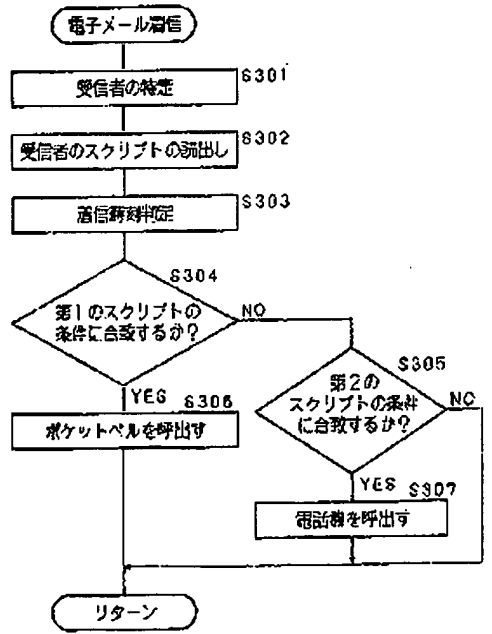 電子メール着信
S301
受信者の特定
S302
受信者のスクリプトの読出し
S303
着信時刻判定
S304
第1のスクリプトの
条件に合致するか?
NO
S305
第2の
スクリプトの条件
に合致するか?
NO
YES
S306
ポケットベルを呼出す
YES
S307
電話機を呼出す
リターン